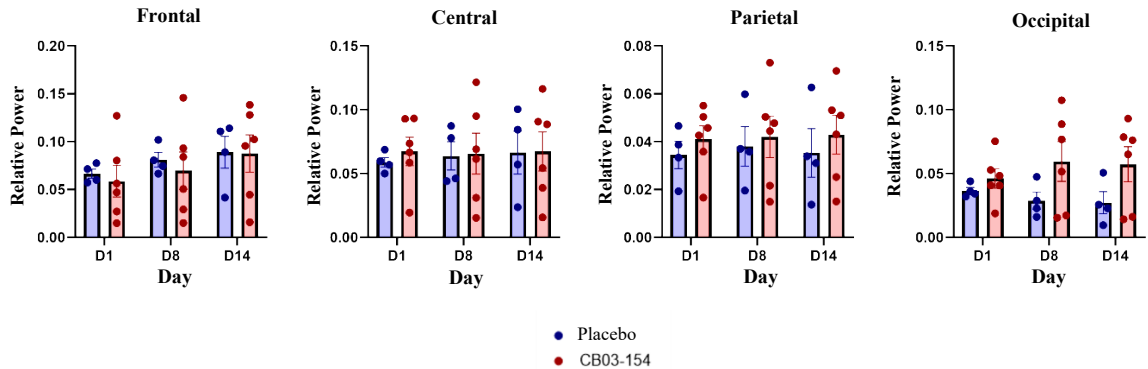 Frontal
Relative Power
0.20
0.15
0.10
0.05
0.00
D1 D8 D14
Day
Central
Relative Power
0.15
0.10
0.05
0.00
D1 D8 D14
Day
Parietal
Relative Power
0.08
0.06
0.04
0.02
0.00
D1 D8 D14
Day
Occipital
Relative Power
0.15
0.10
0.05
0.00
D1 D8 D14
Day
Placebo
CB03-154